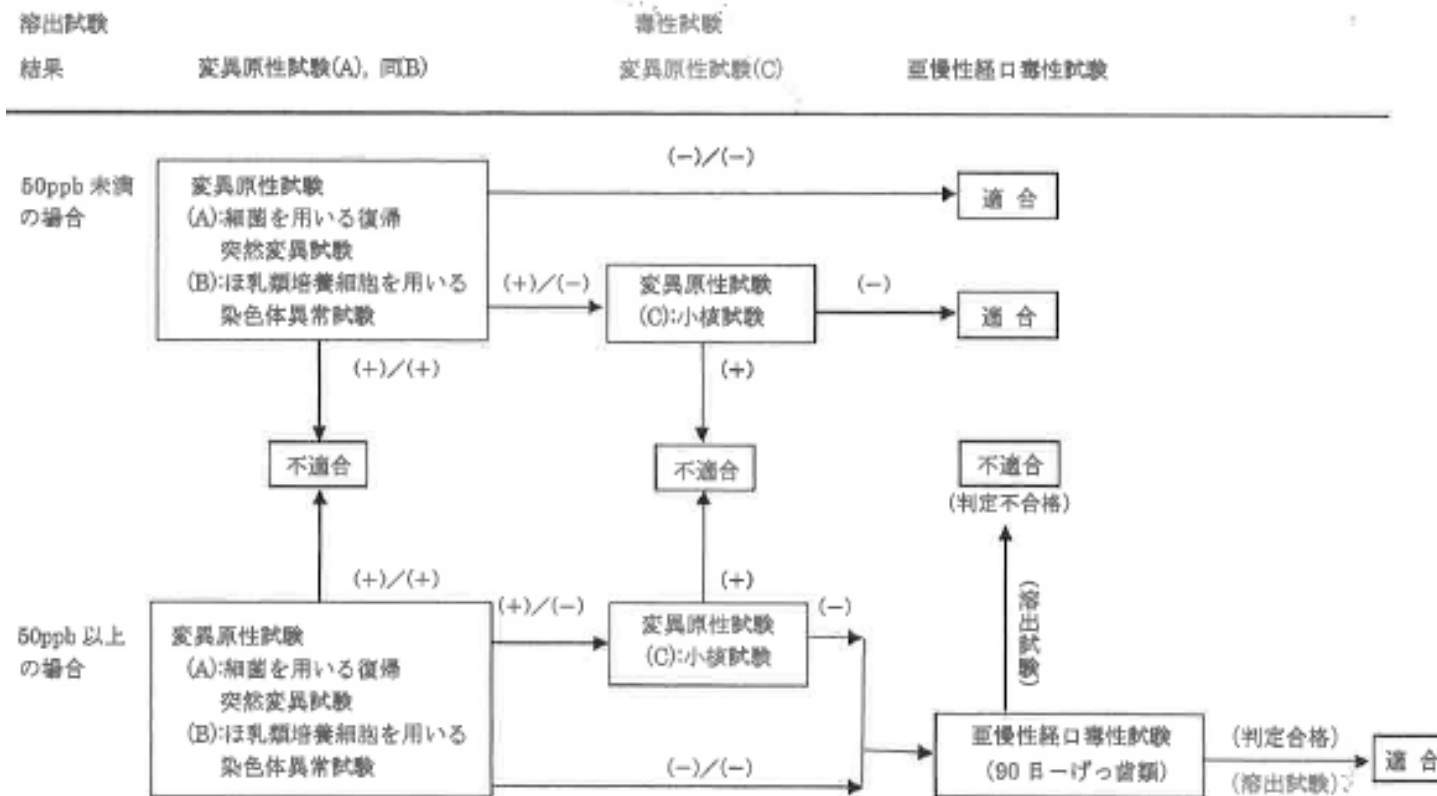 溶出試験
毒性試験
結果
変異原性試験(A), 同(B)
変異原性試験(C)
亜慢性経口毒性試験
50ppb 未満
の場合
変異原性試験
(A):細菌を用いる復帰
突然変異試験
(B):ほ乳類培養細胞を用いる
染色体異常試験
(−)/(−)
適 合
(+)/(−)
変異原性試験
(C):小核試験
(−)
適 合
(+)/(+)
(+)
不適合
不適合
不適合
(判定不合格)
(+)/(+)
(+)
(溶出試験)
50ppb 以上
の場合
変異原性試験
(A):細菌を用いる復帰
突然変異試験
(B):ほ乳類培養細胞を用いる
染色体異常試験
(+)/(−)
変異原性試験
(C):小核試験
(−)
(−)/(−)
亜慢性経口毒性試験
(90 日−げっ歯類)
(判定合格)
(溶出試験)
適 合